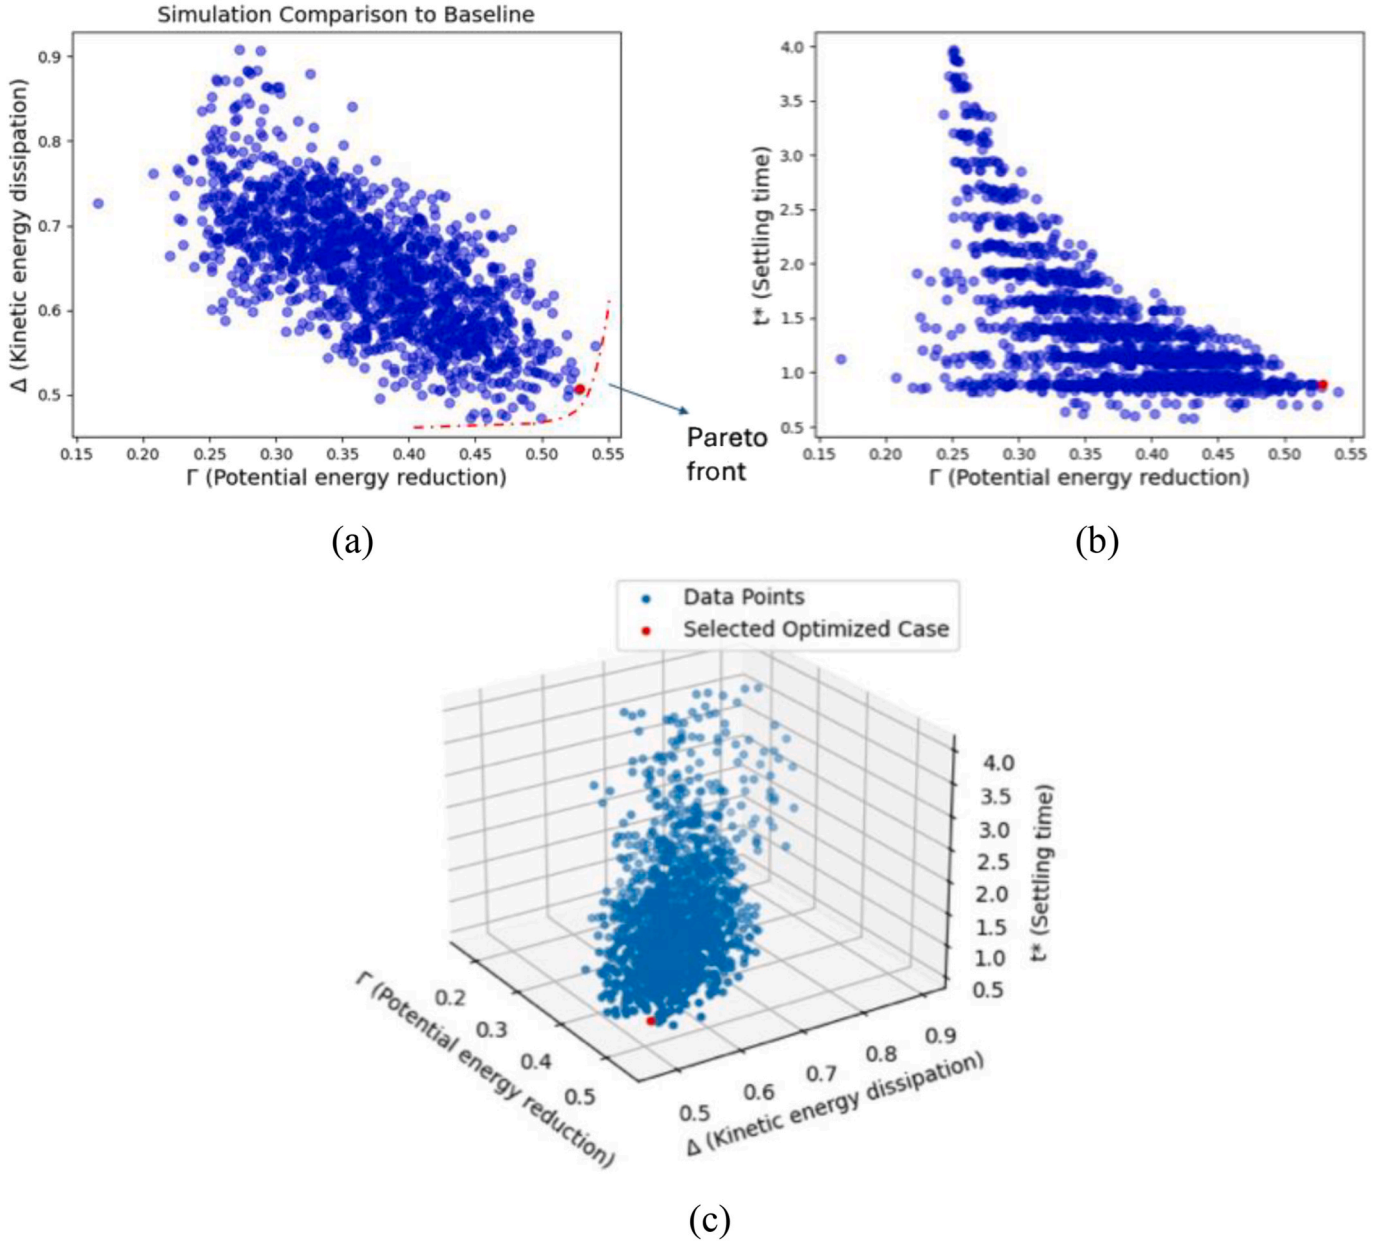 Simulation Comparison to Baseline
Δ (Kinetic energy dissipation)
0.9
0.8
0.7
0.6
0.5
0.15 0.20 0.25 0.30 0.35 0.40 0.45 0.50 0.55
Γ (Potential energy reduction)
Pareto
front
(a)
t* (Settling time)
4.0
3.5
3.0
2.5
2.0
1.5
1.0
0.5
0.15 0.20 0.25 0.30 0.35 0.40 0.45 0.50 0.55
Γ (Potential energy reduction)
(b)
Data Points
Selected Optimized Case
4.0
3.5
3.0
2.5
2.0
1.5
1.0
0.5
t* (Settling time)
0.2
0.3
0.4
0.5
Γ (Potential energy reduction)
0.5
0.6
0.7
0.8
0.9
Δ (Kinetic energy dissipation)
(c)